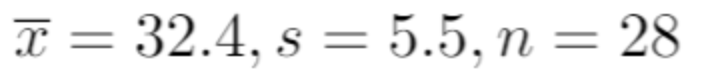 x̅ = 32.4, s = 5.5, n = 28